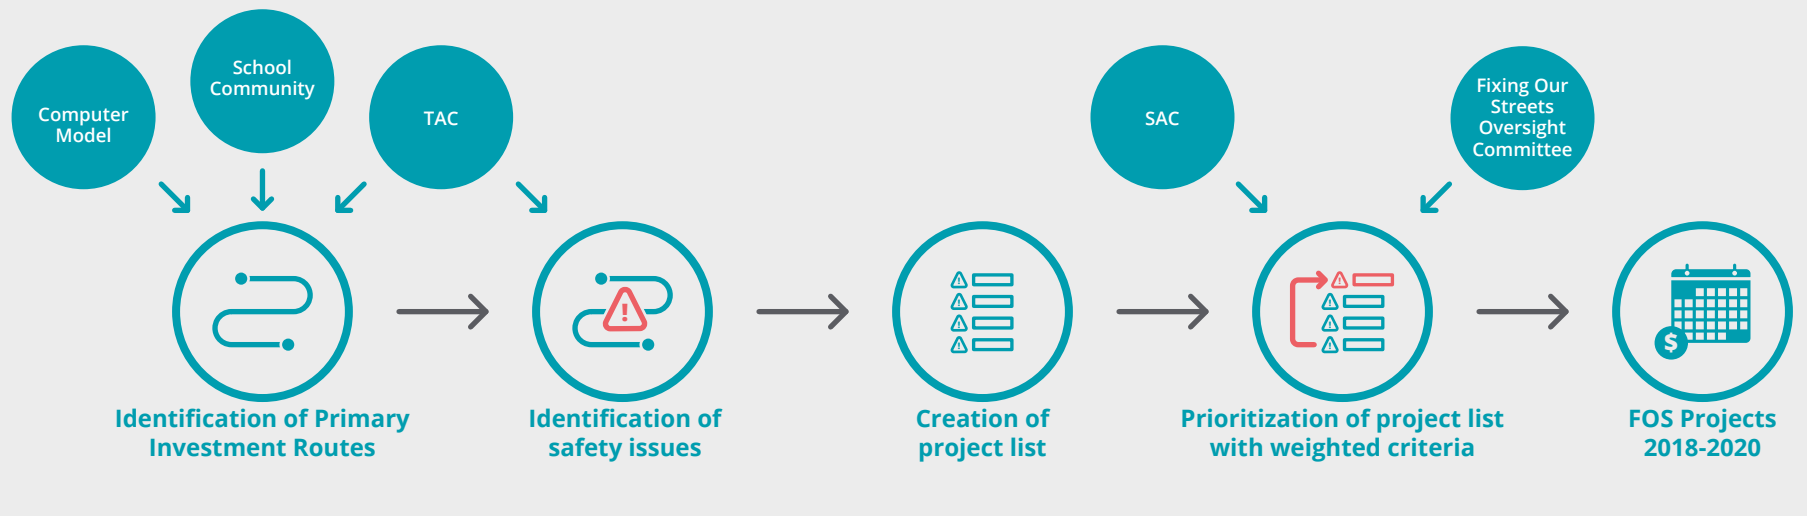 Computer
Model
School
Community
TAC
SAC
Fixing Our
Streets
Oversight
Committee
$
Identification of Primary
Investment Routes
Identification of
safety issues
Creation of
project list
Prioritization of project list
with weighted criteria
FOS Projects
2018-2020